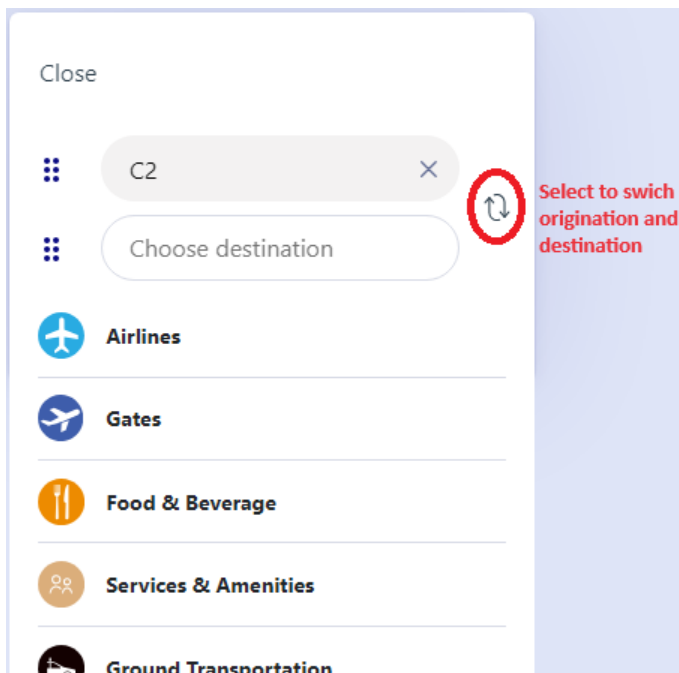 Close
C2
Select to swich
origination and
destination
Choose destination
Airlines
Gates
Food & Beverage
Services & Amenities
Ground Transportation